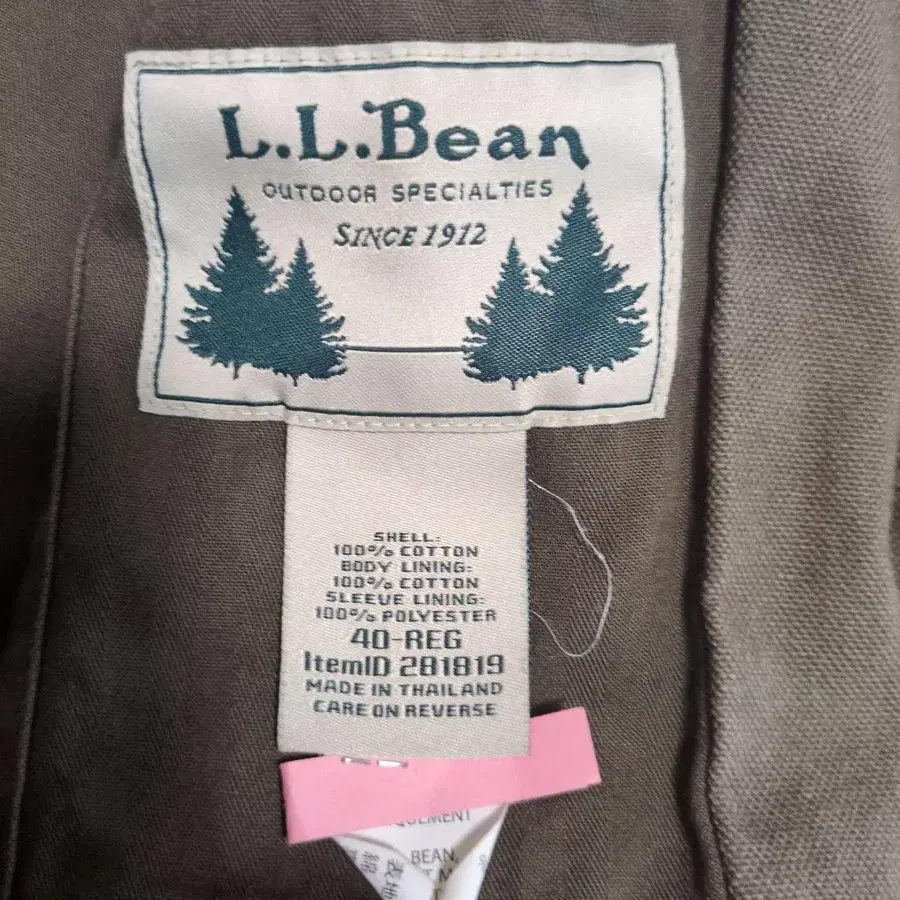 L.L.Bean
OUTDOOR SPECIALTIES
SINCE 1912
SHELL:
100% COTTON
BODY LINING:
100% COTTON
SLEEVE LINING:
100% POLYESTER
40-REG
ItemID 281819
MADE IN THAILAND
CARE ON REVERSE
BEAN,